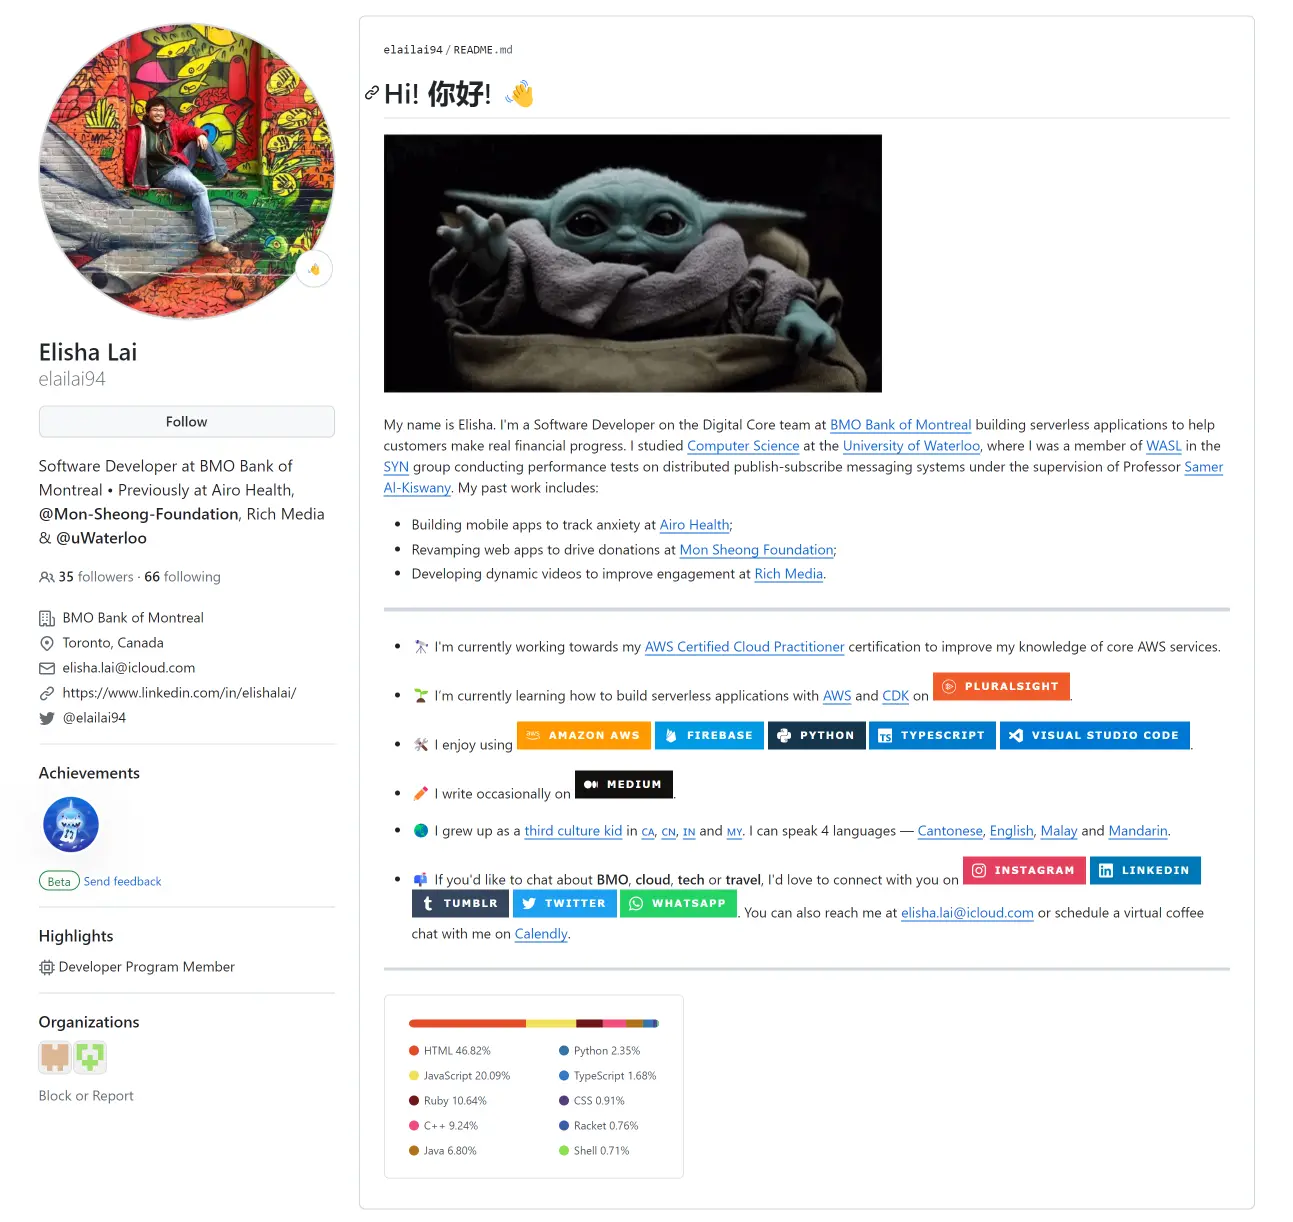 Elisha Lai
elailai94
Follow
Software Developer at BMO Bank of
Montreal • Previously at Airo Health,
@Mon-Sheong-Foundation, Rich Media
& @uWaterloo
35 followers · 66 following
BMO Bank of Montreal
Toronto, Canada
elisha.lai@icloud.com
https://www.linkedin.com/in/elishalai/
@elailai94
Achievements
Beta Send feedback
Highlights
Developer Program Member
Organizations
Block or Report
elailai94/README.md
Hi! 你好! 👋
My name is Elisha. I'm a Software Developer on the Digital Core team at BMO Bank of Montreal building serverless applications to help
customers make real financial progress. I studied Computer Science at the University of Waterloo, where I was a member of WASL in the
SYN group conducting performance tests on distributed publish-subscribe messaging systems under the supervision of Professor Samer
Al-Kiswany. My past work includes:
• Building mobile apps to track anxiety at Airo Health;
• Revamping web apps to drive donations at Mon Sheong Foundation;
• Developing dynamic videos to improve engagement at Rich Media.
• 🔭 I'm currently working towards my AWS Certified Cloud Practitioner certification to improve my knowledge of core AWS services.
• 🌱 I’m currently learning how to build serverless applications with AWS and CDK on PLURALSIGHT.
• 🛠 I enjoy using AMAZON AWS FIREBASE PYTHON TYPESCRIPT VISUAL STUDIO CODE.
• ✏️ I write occasionally on MEDIUM.
• 🌏 I grew up as a third culture kid in CA, CN, IN and MY. I can speak 4 languages — Cantonese, English, Malay and Mandarin.
• 📫 If you'd like to chat about BMO, cloud, tech or travel, I'd love to connect with you on INSTAGRAM LINKEDIN
TUMBLR TWITTER WHATSAPP. You can also reach me at elisha.lai@icloud.com or schedule a virtual coffee
chat with me on Calendly.
HTML 46.82%
JavaScript 20.09%
Ruby 10.64%
C++ 9.24%
Java 6.80%
Python 2.35%
TypeScript 1.68%
CSS 0.91%
Racket 0.76%
Shell 0.71%